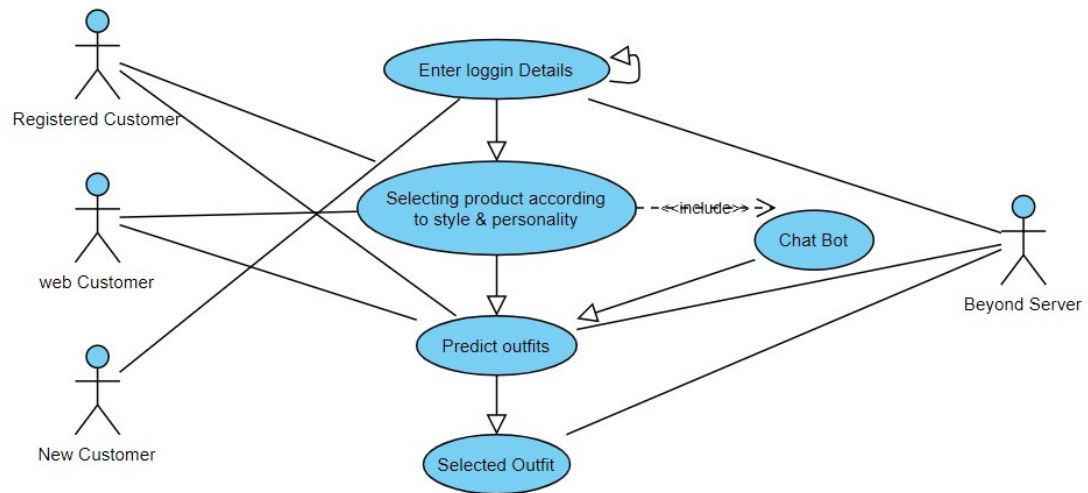 Enter loggin Details
Registered Customer
Selecting product according
to style & personality
<<include>>
Chat Bot
web Customer
Beyond Server
Predict outfits
New Customer
Selected Outfit